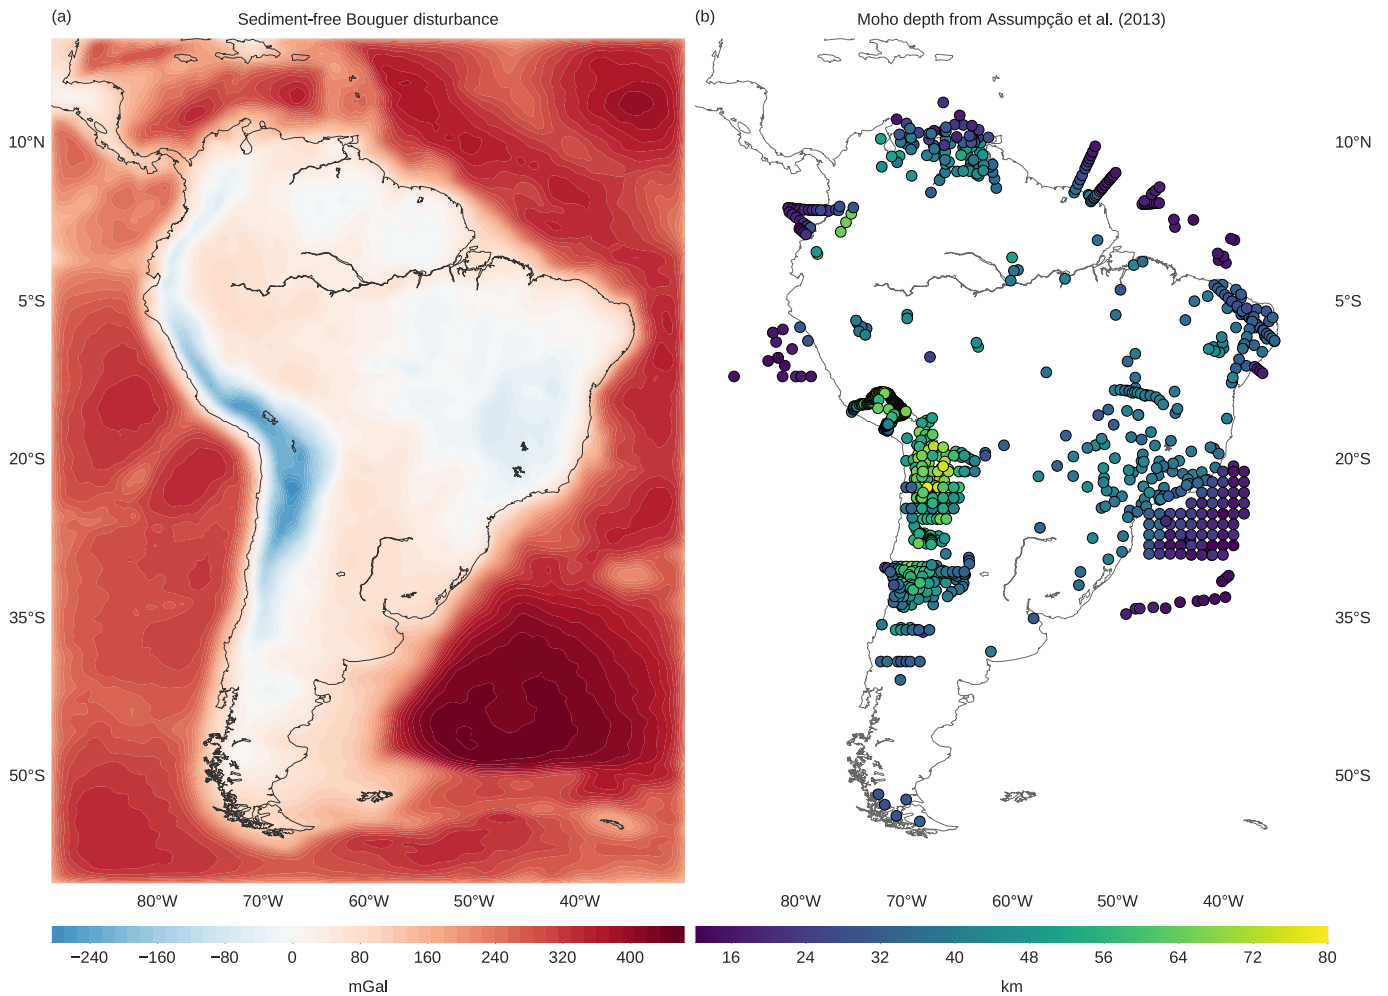 (a) Sediment-free Bouguer disturbance
(b) Moho depth from Assumpção et al. (2013)
10°N 10°N
5°S 5°S
20°S 20°S
35°S 35°S
50°S 50°S
80°W 70°W 60°W 50°W 40°W 80°W 70°W 60°W 50°W 40°W
−240 −160 −80 0 80 160 240 320 400 16 24 32 40 48 56 64 72 80
mGal km